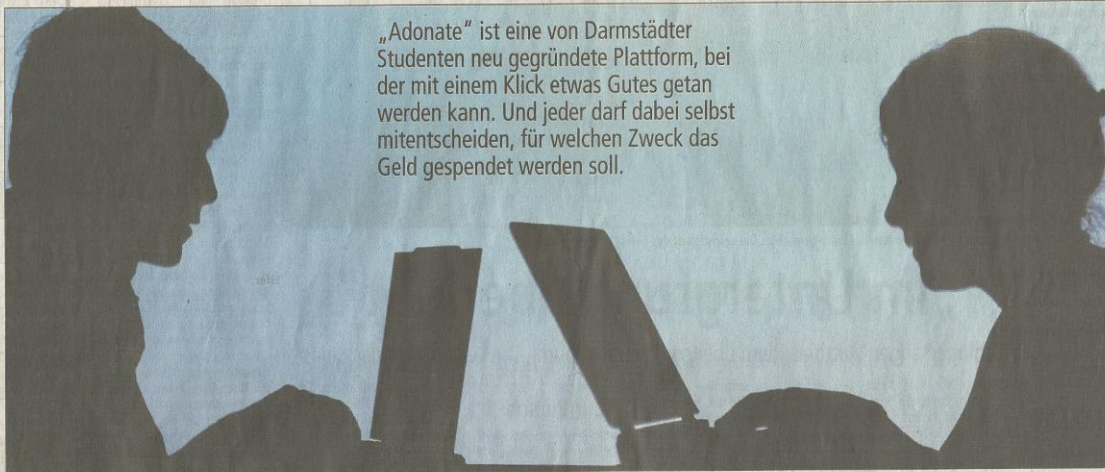 „Adonate“ ist eine von Darmstädter
Studenten neu gegründete Plattform, bei
der mit einem Klick etwas Gutes getan
werden kann. Und jeder darf dabei selbst
mitentscheiden, für welchen Zweck das
Geld gespendet werden soll.